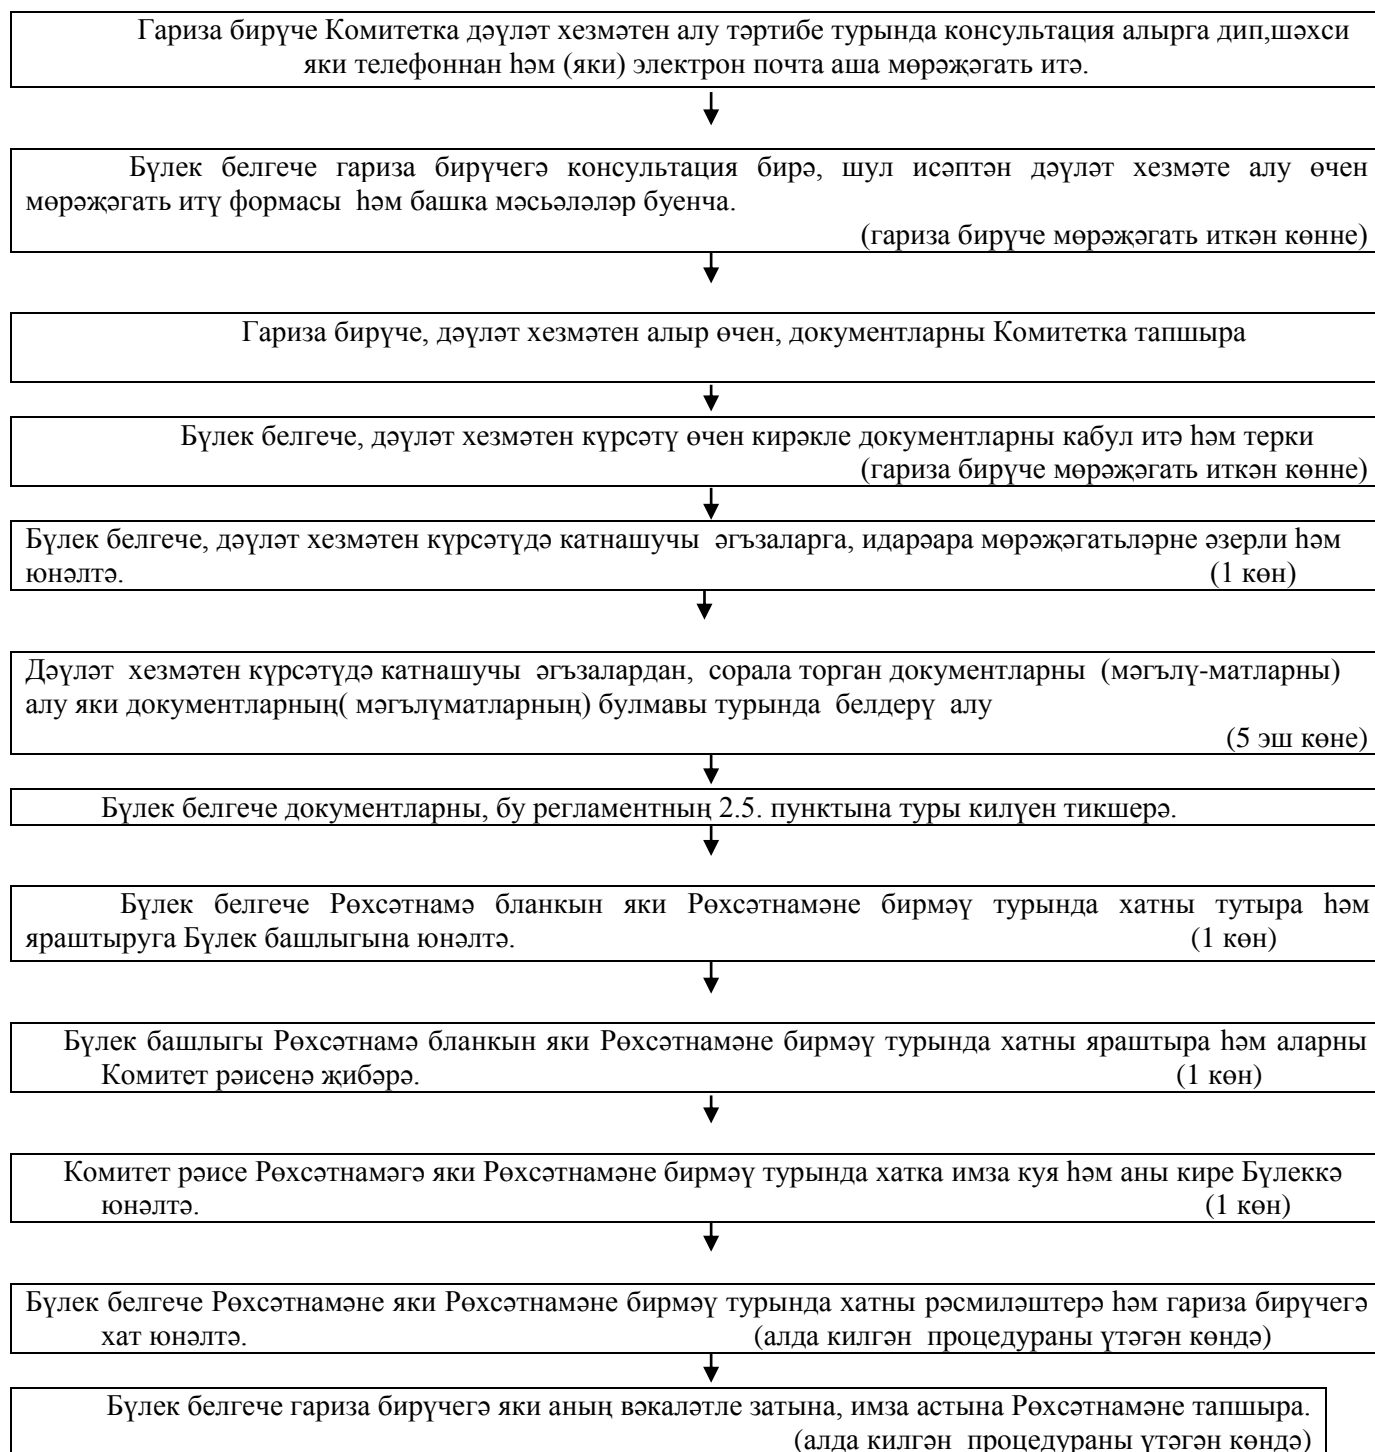 Гариза бирүче Комитетка дәүләт хезмәтен алу тәртибе турында консультация алырга дип,шәхси
яки телефоннан һәм (яки) электрон почта аша мөрәҗәгать итә.
Бүлек белгече гариза бирүчегә консультация бирә, шул исәптән дәүләт хезмәте алу өчен
мөрәҗәгать итү формасы һәм башка мәсьәләләр буенча.
(гариза бирүче мөрәҗәгать иткән көнне)
Гариза бирүче, дәүләт хезмәтен алыр өчен, документларны Комитетка тапшыра
Бүлек белгече, дәүләт хезмәтен күрсәтү өчен кирәкле документларны кабул итә һәм терки
(гариза бирүче мөрәҗәгать иткән көнне)
Бүлек белгече, дәүләт хезмәтен күрсәтүдә катнашучы әгъзаларга, идарәара мөрәҗәгатьләрне әзерли һәм
юнәлтә. (1 көн)
Дәүләт хезмәтен күрсәтүдә катнашучы әгъзалардан, сорала торган документларны (мәгълү-матларны)
алу яки документларның( мәгълүматларның) булмавы турында белдерү алу
(5 эш көне)
Бүлек белгече документларны, бу регламентның 2.5. пунктына туры килүен тикшерә.
Бүлек белгече Рөхсәтнамә бланкын яки Рөхсәтнамәне бирмәү турында хатны тутыра һәм
яраштыруга Бүлек башлыгына юнәлтә. (1 көн)
Бүлек башлыгы Рөхсәтнамә бланкын яки Рөхсәтнамәне бирмәү турында хатны яраштыра һәм аларны
Комитет рәисенә җибәрә. (1 көн)
Комитет рәисе Рөхсәтнамәгә яки Рөхсәтнамәне бирмәү турында хатка имза куя һәм аны кире Бүлеккә
юнәлтә. (1 көн)
Бүлек белгече Рөхсәтнамәне яки Рөхсәтнамәне бирмәү турында хатны рәсмиләштерә һәм гариза бирүчегә
хат юнәлтә. (алда килгән процедураны үтәгән көндә)
Бүлек белгече гариза бирүчегә яки аның вәкаләтле затына, имза астына Рөхсәтнамәне тапшыра.
(алда килгән процедураны үтәгән көндә)